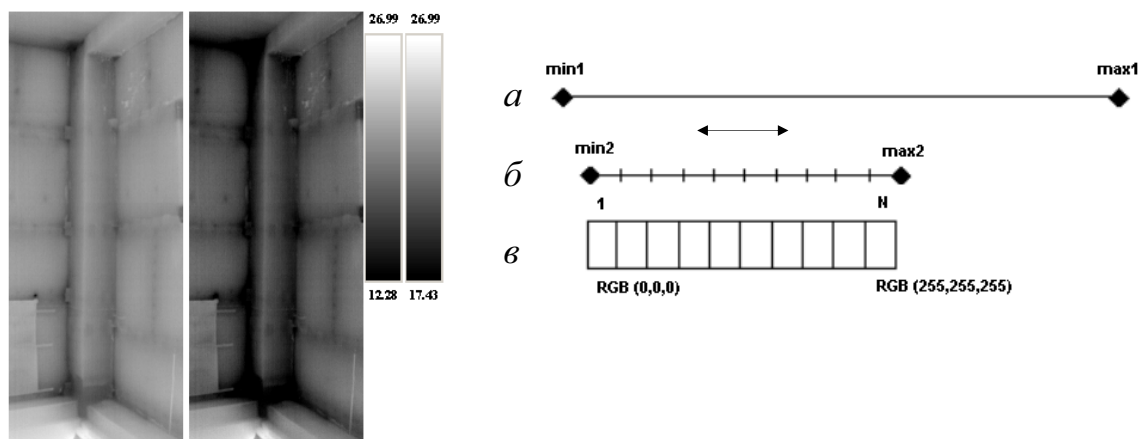 26.99 26.99
12.28 17.43
min1 max1
а
min2 max2
б
1 N
в
RGB (0,0,0) RGB (255,255,255)